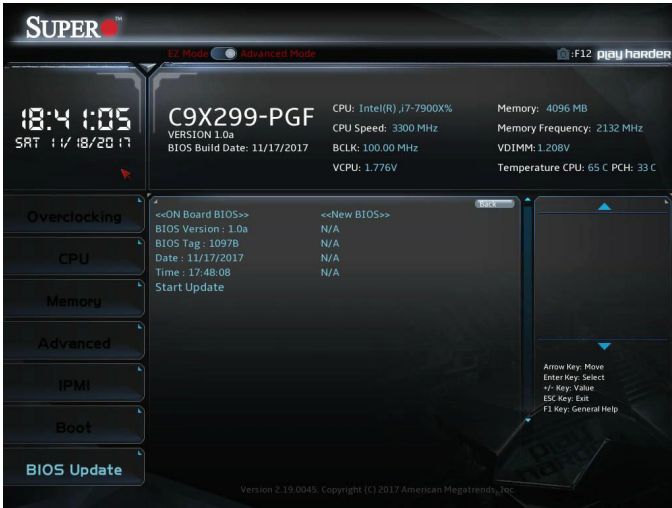 SUPER
EZ Mode Advanced Mode
:F12 play harder
18:41:05
SAT 11/18/2017
C9X299-PGF
VERSION 1.0a
BIOS Build Date: 11/17/2017
CPU: Intel(R) ,i7-7900X%
CPU Speed: 3300 MHz
BCLK: 100.00 MHz
VCPU: 1.776V
Memory: 4096 MB
Memory Frequency: 2132 MHz
VDIMM:1.208V
Temperature CPU: 65 C PCH: 33 C
Overclocking
CPU
Memory
Advanced
IPMI
Boot
BIOS Update
Back
<<ON Board BIOS>> <<New BIOS>>
BIOS Version : 1.0a N/A
BIOS Tag : 1097B N/A
Date : 11/17/2017 N/A
Time : 17:48:08 N/A
Start Update
Arrow Key: Move
Enter Key: Select
+/- Key: Value
ESC Key: Exit
F1 Key: General Help
Version 2.19.0045. Copyright (C) 2017 American Megatrends, Inc.